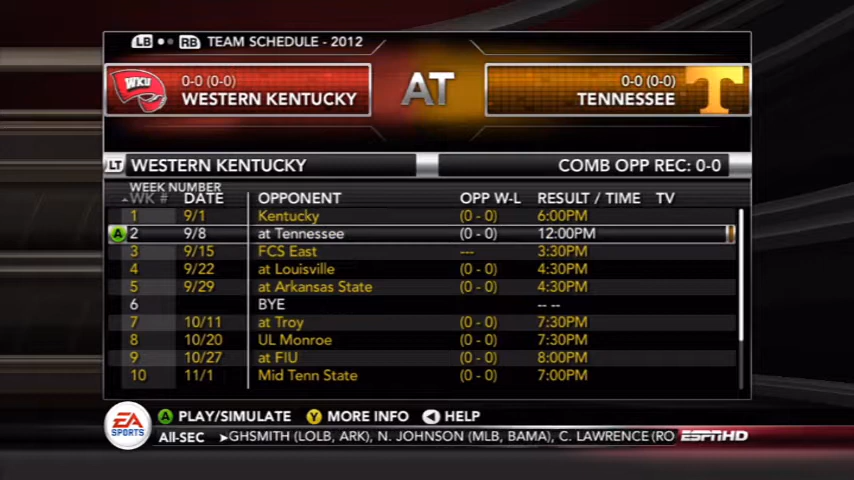 LB RB TEAM SCHEDULE - 2012
WKU 0-0 (0-0) AT 0-0 (0-0) T
WESTERN KENTUCKY TENNESSEE
LT WESTERN KENTUCKY COMB OPP REC: 0-0
WEEK NUMBER
WK # DATE OPPONENT OPP W-L RESULT / TIME TV
1 9/1 Kentucky (0 - 0) 6:00PM
A 2 9/8 at Tennessee (0 - 0) 12:00PM
3 9/15 FCS East --- 3:30PM
4 9/22 at Louisville (0 - 0) 4:30PM
5 9/29 at Arkansas State (0 - 0) 4:30PM
6 BYE -- --
7 10/11 at Troy (0 - 0) 7:30PM
8 10/20 UL Monroe (0 - 0) 7:30PM
9 10/27 at FIU (0 - 0) 8:00PM
10 11/1 Mid Tenn State (0 - 0) 7:00PM
EA SPORTS A PLAY/SIMULATE Y MORE INFO HELP
All-SEC GHSMITH (LOLB, ARK), N. JOHNSON (MLB, BAMA), C. LAWRENCE (RO ESPN HD